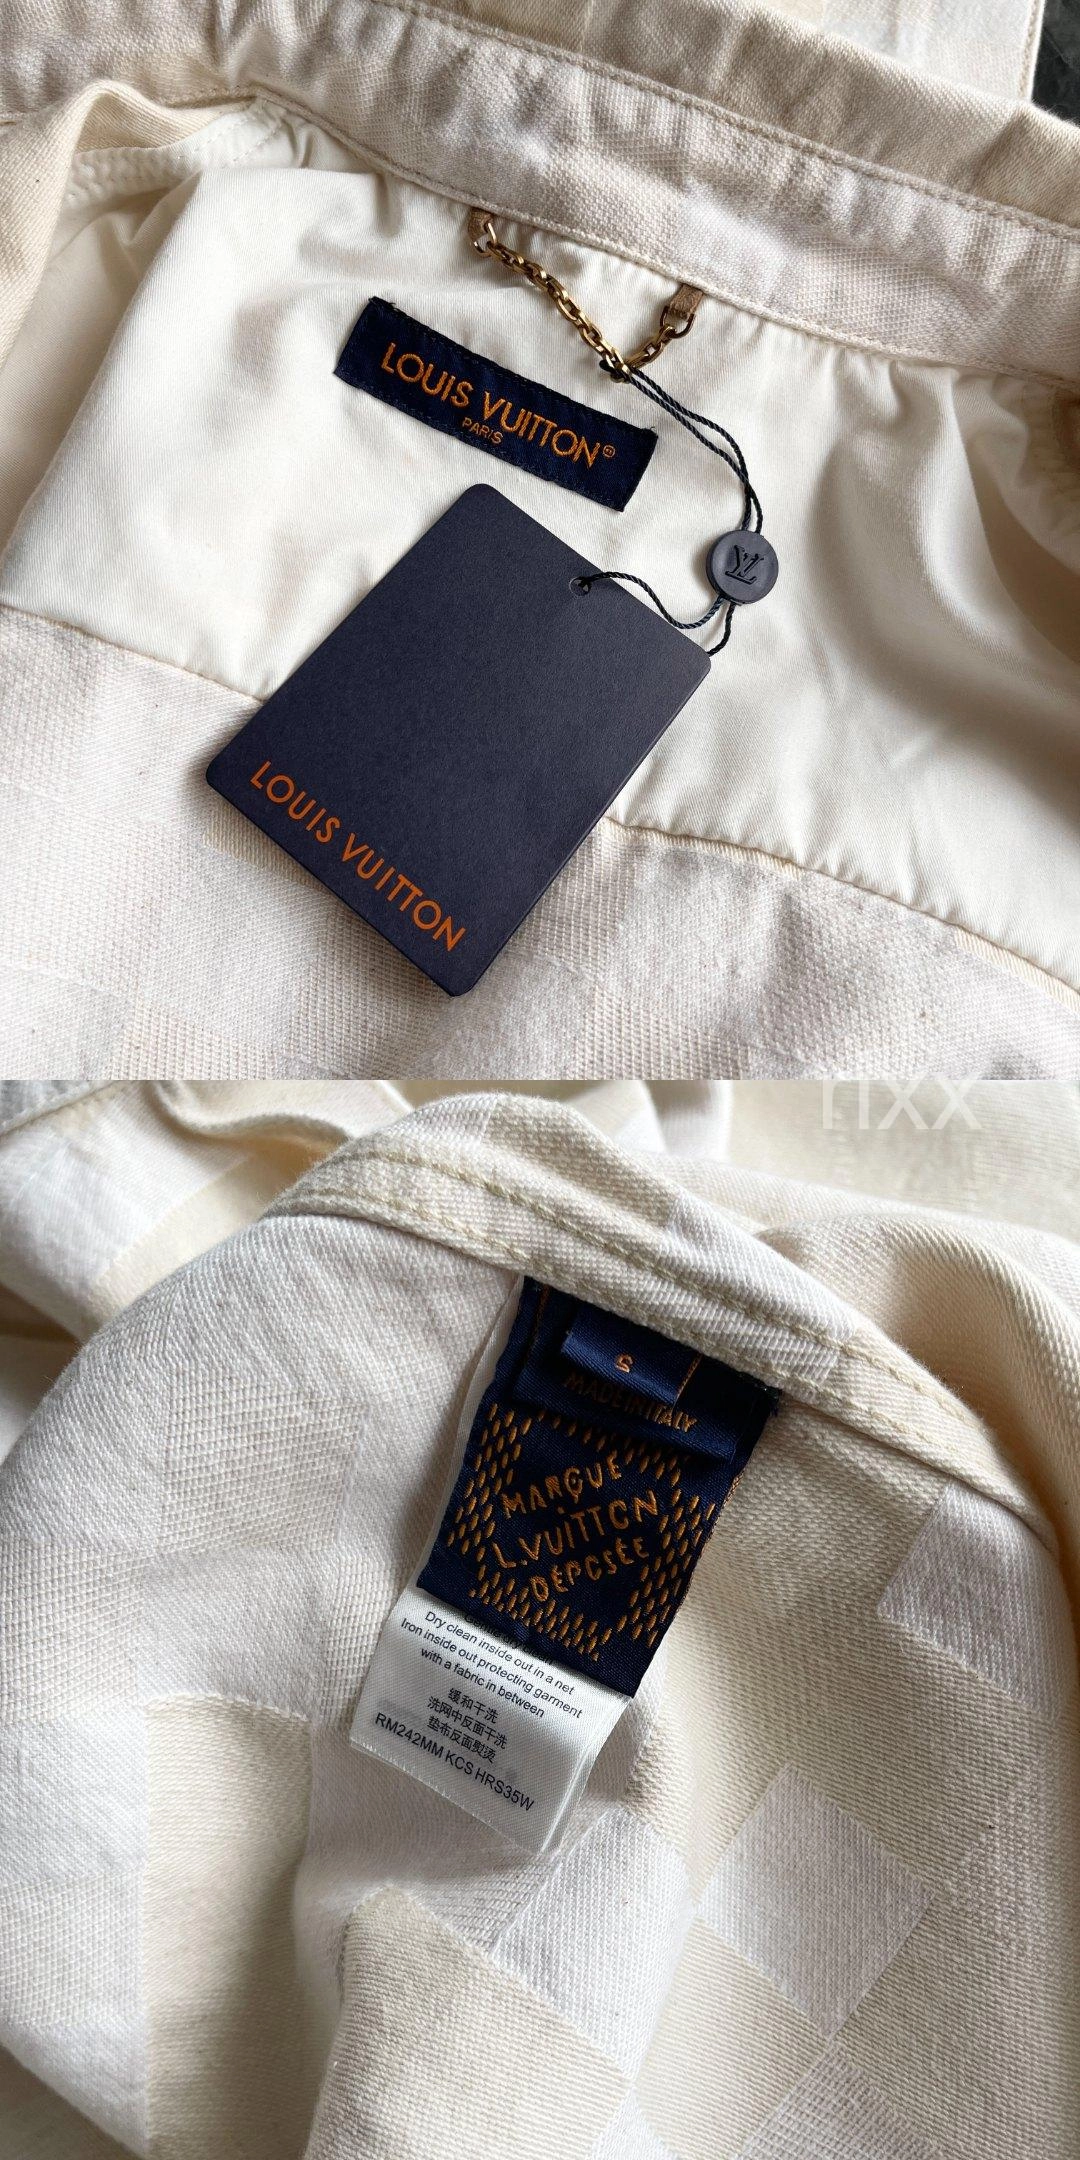 LOUIS VUITTON®
PARIS
LV
LOUIS VUITTON
nxx
S
MADE IN ITALY
MARQUE
L.VUITTON
DÉPOSÉE
Dry clean inside out in a net
Iron inside out protecting garment
with a fabric in between
缓和干洗
洗网中反面干洗
垫布反面熨烫
RM242MM KCS HRS35W